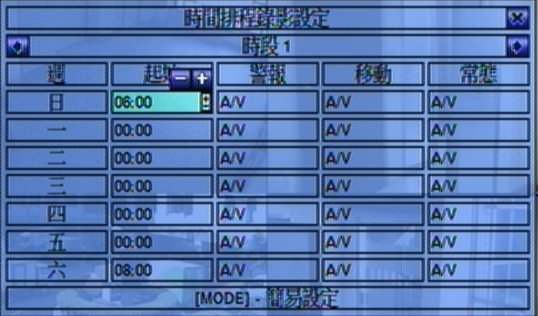 時間排程錄影設定
時段 1
週 起始 警報 移動 常態
日 06:00 A/V A/V A/V
一 00:00 A/V A/V A/V
二 00:00 A/V A/V A/V
三 00:00 A/V A/V A/V
四 00:00 A/V A/V A/V
五 00:00 A/V A/V A/V
六 08:00 A/V A/V A/V
[MODE] - 簡易設定